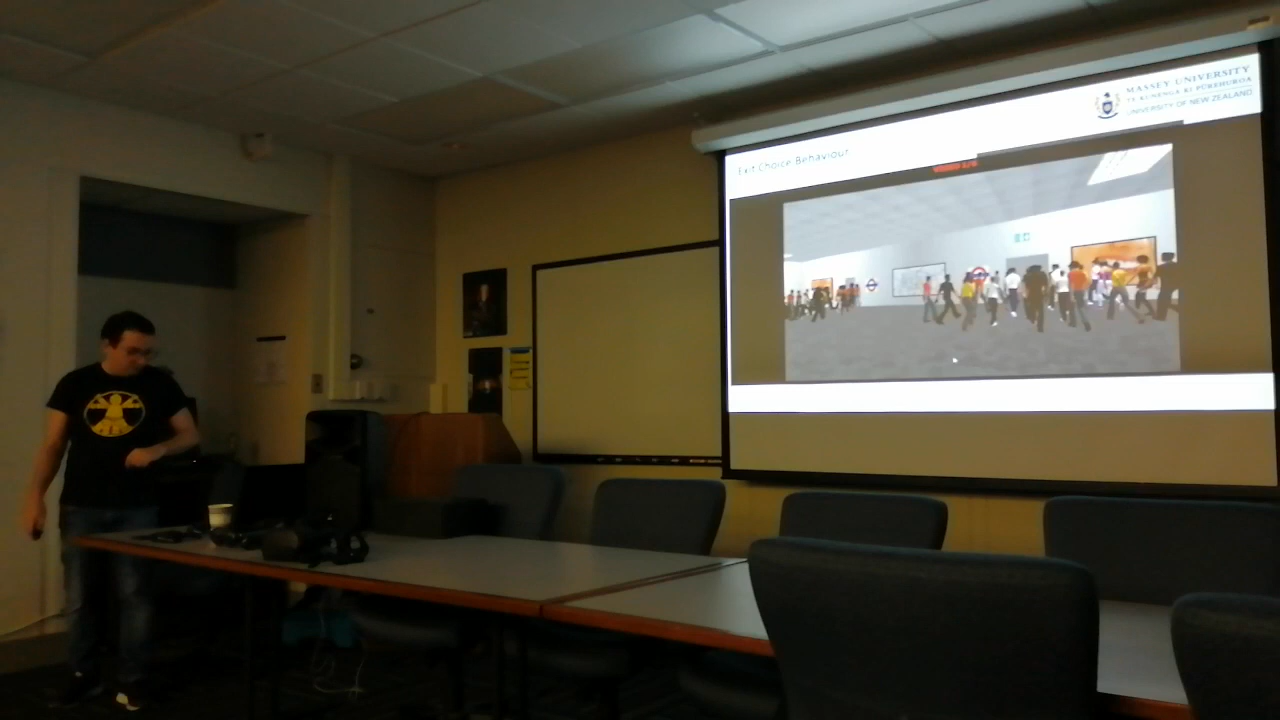 MASSEY UNIVERSITY
TE KUNENGA KI PŪREHUROA
UNIVERSITY OF NEW ZEALAND
Exit Choice Behaviour